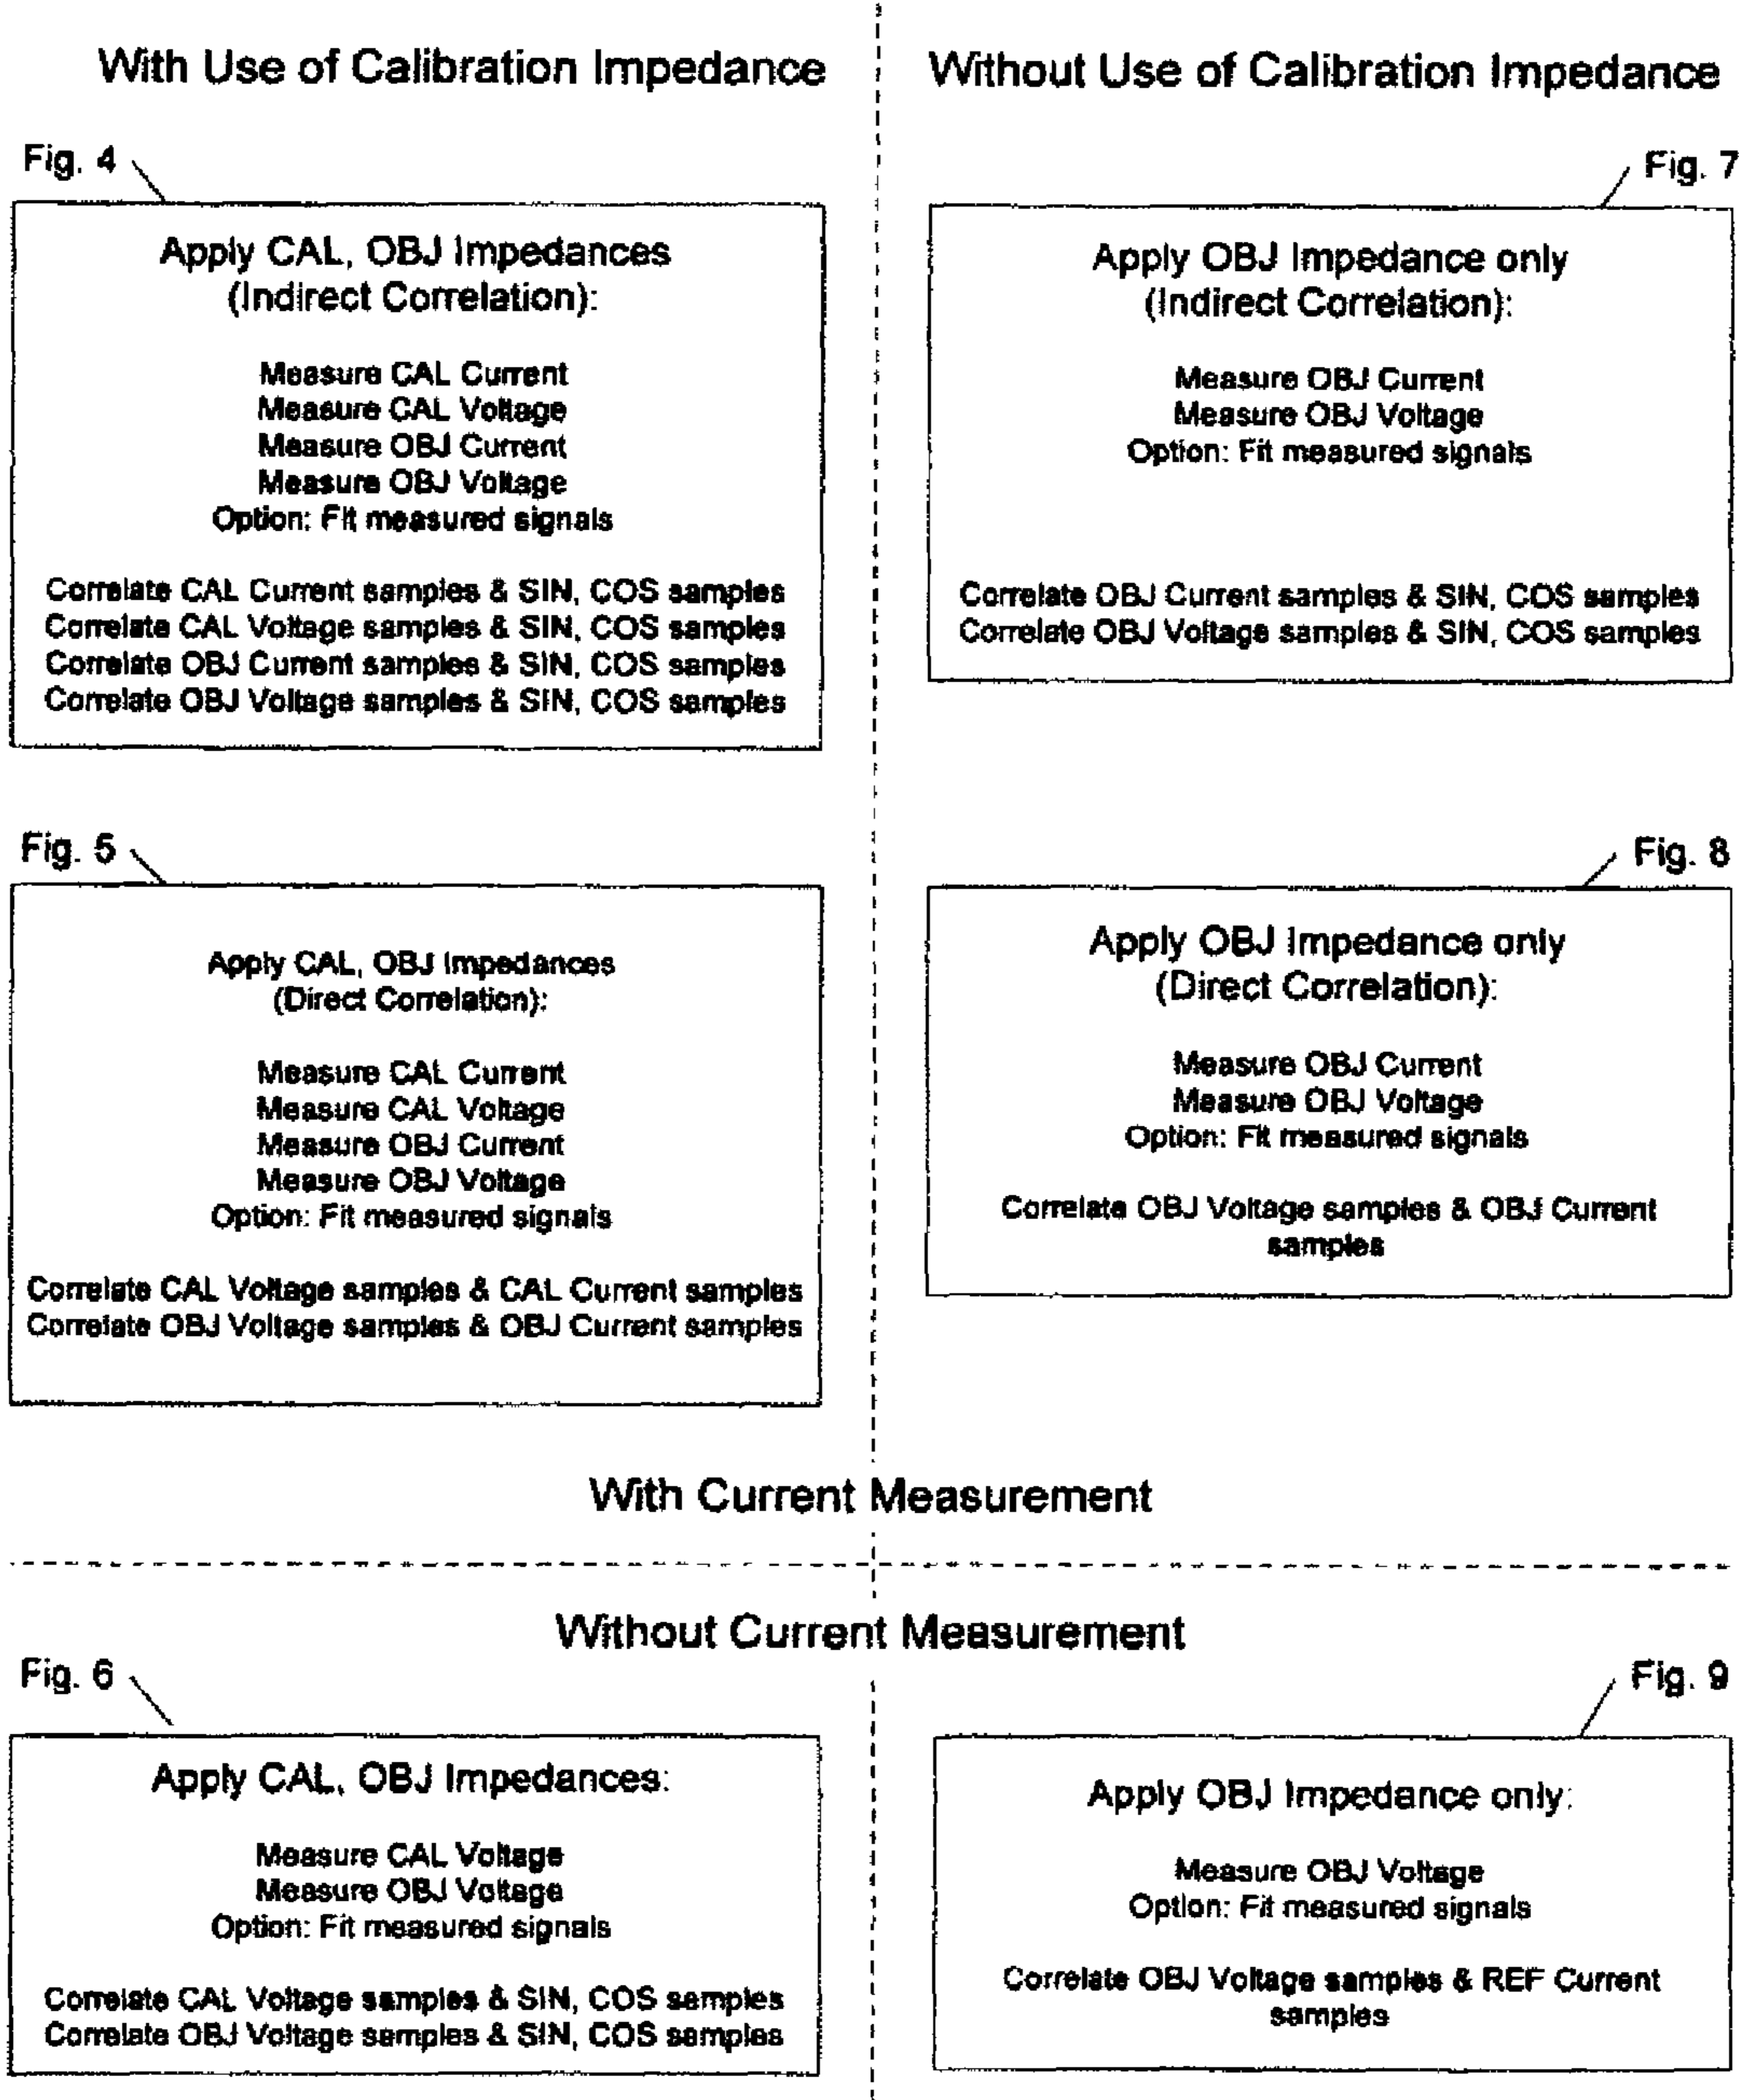 With Use of Calibration Impedance
Without Use of Calibration Impedance
Fig. 4
Apply CAL, OBJ Impedances
(Indirect Correlation):
Measure CAL Current
Measure CAL Voltage
Measure OBJ Current
Measure OBJ Voltage
Option: Fit measured signals
Correlate CAL Current samples & SIN, COS samples
Correlate CAL Voltage samples & SIN, COS samples
Correlate OBJ Current samples & SIN, COS samples
Correlate OBJ Voltage samples & SIN, COS samples
Fig. 7
Apply OBJ Impedance only
(Indirect Correlation):
Measure OBJ Current
Measure OBJ Voltage
Option: Fit measured signals
Correlate OBJ Current samples & SIN, COS samples
Correlate OBJ Voltage samples & SIN, COS samples
Fig. 5
Apply CAL, OBJ Impedances
(Direct Correlation):
Measure CAL Current
Measure CAL Voltage
Measure OBJ Current
Measure OBJ Voltage
Option: Fit measured signals
Correlate CAL Voltage samples & CAL Current samples
Correlate OBJ Voltage samples & OBJ Current samples
Fig. 8
Apply OBJ Impedance only
(Direct Correlation):
Measure OBJ Current
Measure OBJ Voltage
Option: Fit measured signals
Correlate OBJ Voltage samples & OBJ Current
samples
With Current Measurement
Without Current Measurement
Fig. 6
Apply CAL, OBJ Impedances:
Measure CAL Voltage
Measure OBJ Voltage
Option: Fit measured signals
Correlate CAL Voltage samples & SIN, COS samples
Correlate OBJ Voltage samples & SIN, COS samples
Fig. 9
Apply OBJ Impedance only:
Measure OBJ Voltage
Option: Fit measured signals
Correlate OBJ Voltage samples & REF Current
samples